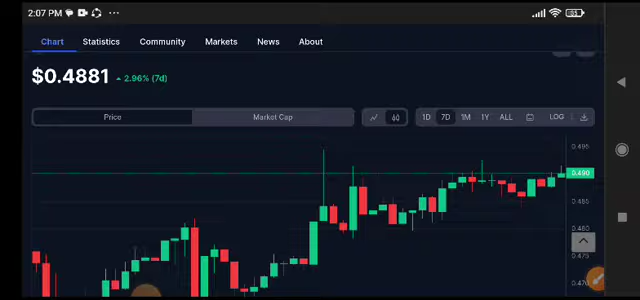 2:07 PM
Chart Statistics Community Markets News About
$0.4881 2.96% (7d)
Price Market Cap 1D 7D 1M 1Y ALL LOG
0.495
0.490
0.485
0.480
0.475
0.470